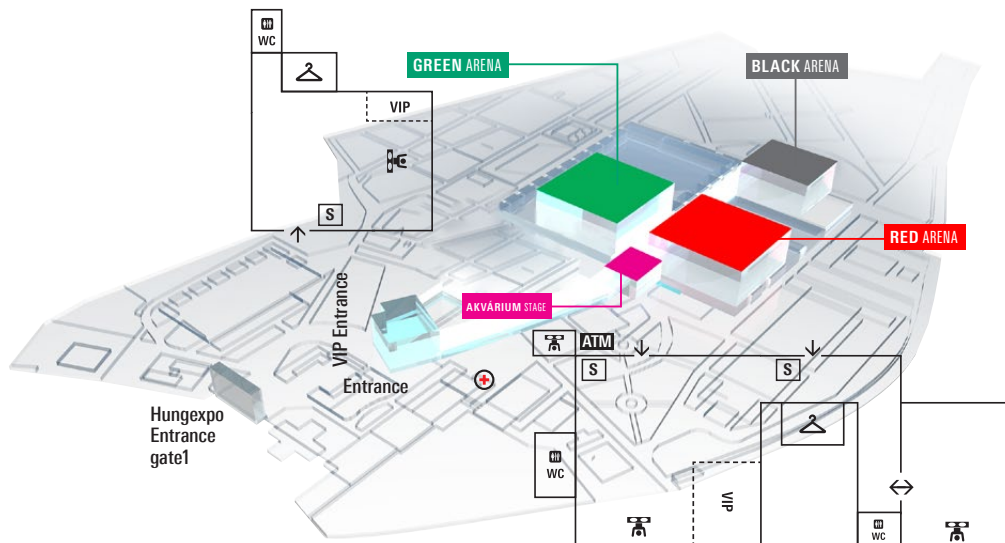 WC
GREEN ARENA
BLACK ARENA
VIP
S
RED ARENA
AKVÁRIUM STAGE
VIP Entrance
Entrance
ATM
S
S
Hungexpo
Entrance
gate1
WC
VIP
WC